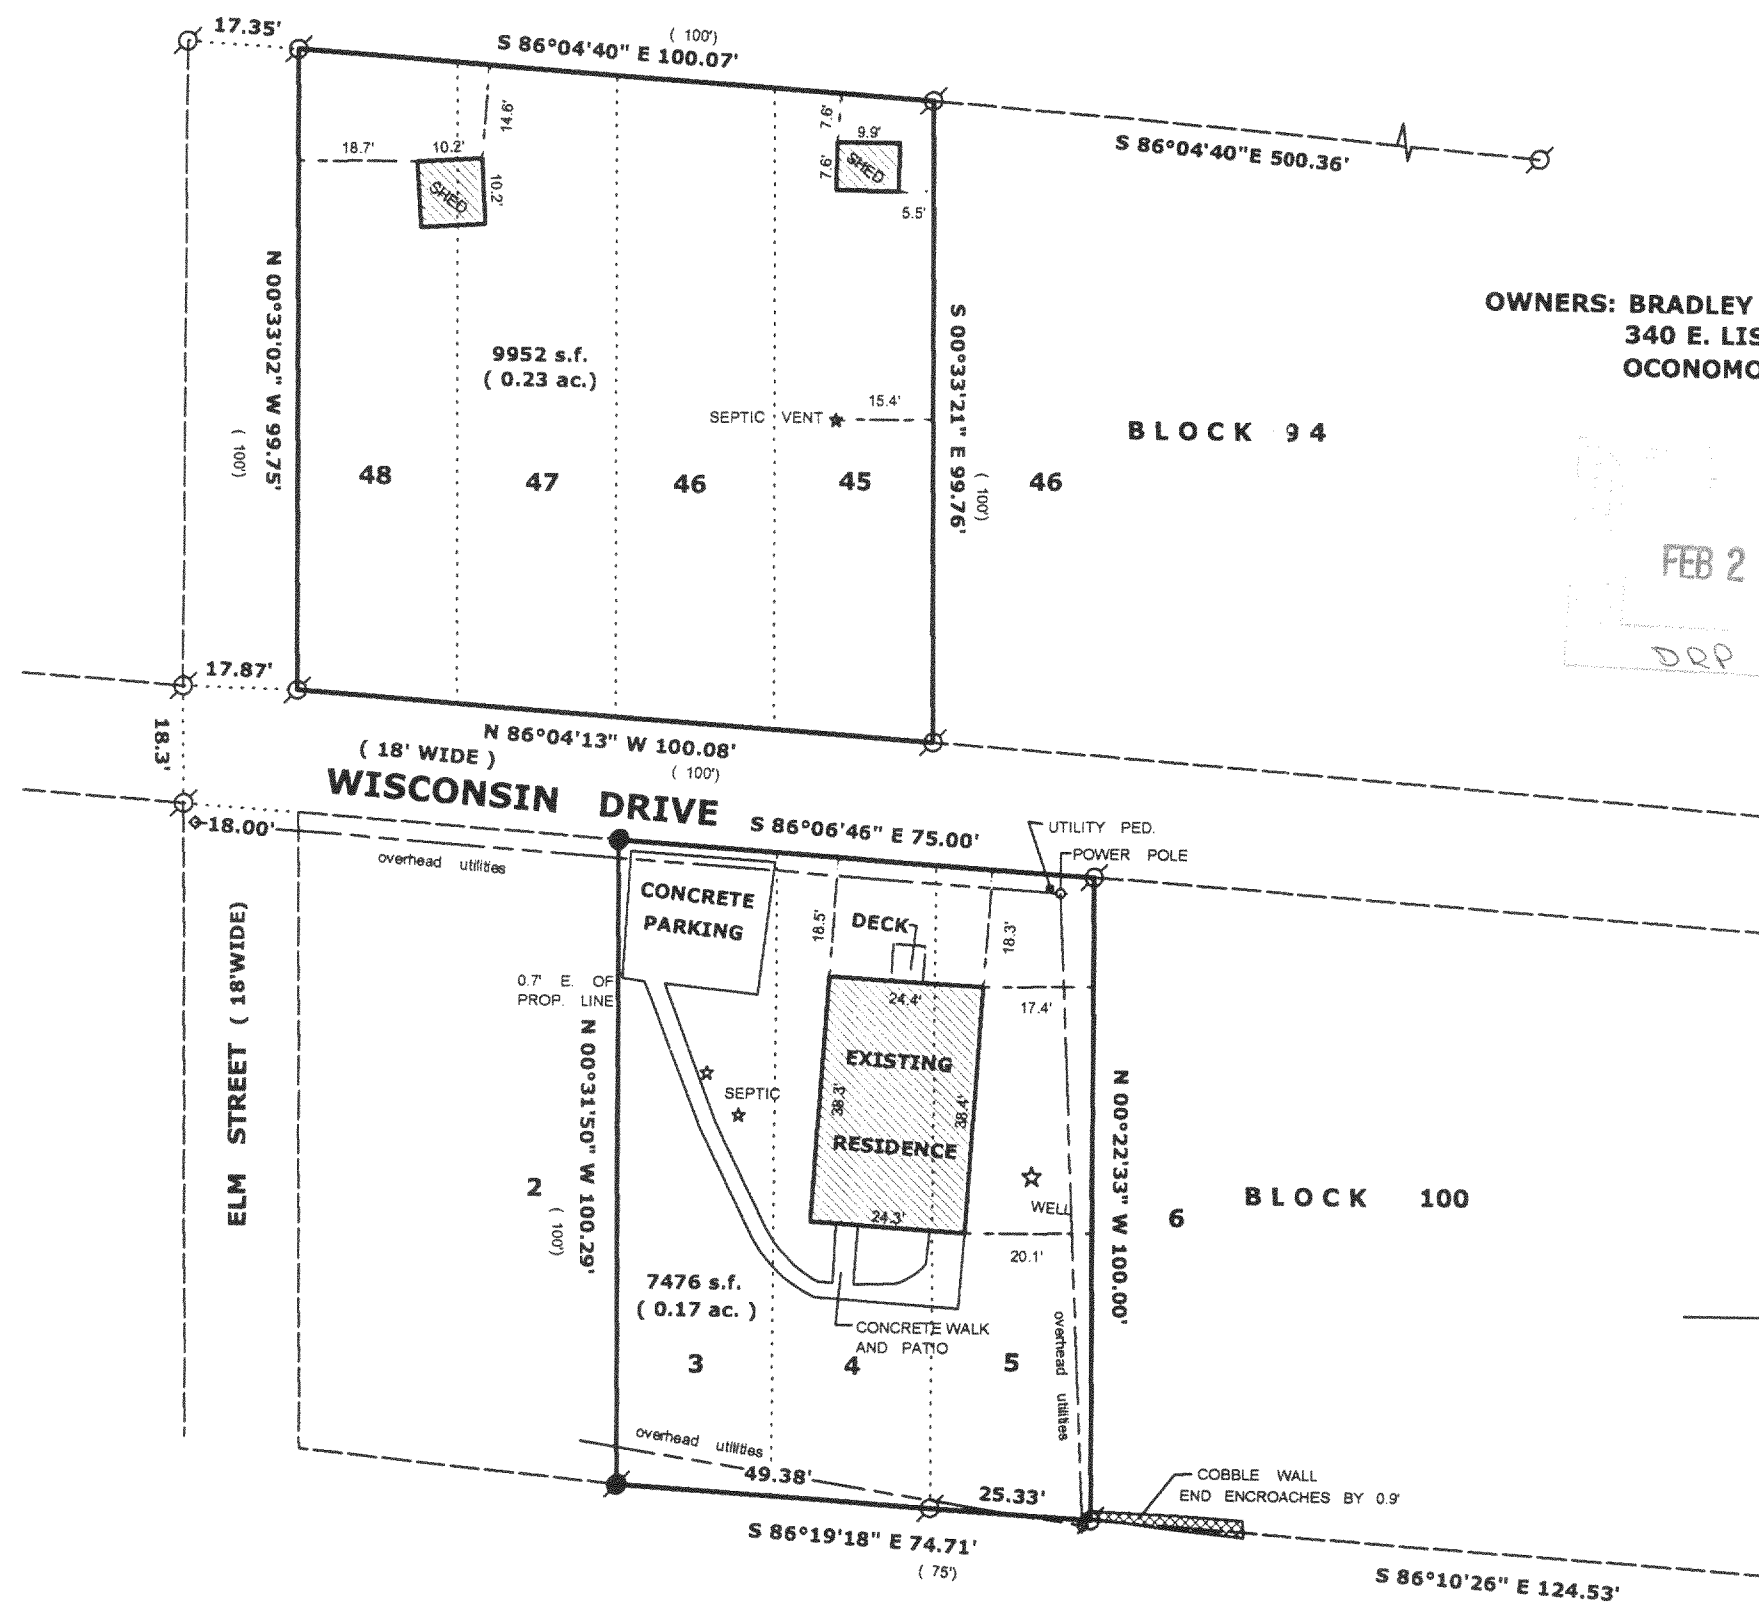 17.35'
( 100')
S 86°04'40" E 100.07'
S 86°04'40"E 500.36'
18.7'
10.2'
14.6'
10.2'
SHED
7.6'
9.9'
7.6'
SHED
5.5'
N 00°33'02" W 99.75'
( 100')
9952 s.f.
( 0.23 ac.)
SEPTIC VENT
15.4'
S 00°33'21" E 99.76'
( 100')
OWNERS: BRADLEY
340 E. LIS
OCONOMO
BLOCK 94
48
47
46
45
46
FEB 2
DRP
17.87'
18.3'
N 86°04'13" W 100.08'
( 18' WIDE )
( 100')
WISCONSIN DRIVE
18.00'
S 86°06'46" E 75.00'
overhead utilities
UTILITY PED.
POWER POLE
CONCRETE
PARKING
DECK
18.5'
18.3'
0.7' E. OF
PROP. LINE
24.4'
17.4'
ELM STREET ( 18'WIDE)
N 00°31'50" W 100.29'
( 100')
SEPTIC
EXISTING
RESIDENCE
38.3'
38.4'
24.3'
WELL
20.1'
N 00°22'33" W 100.00'
2
6
BLOCK 100
7476 s.f.
( 0.17 ac. )
CONCRETE WALK
AND PATIO
3
4
5
overhead utilities
overhead utilities
49.38'
25.33'
COBBLE WALL
END ENCROACHES BY 0.9'
S 86°19'18" E 74.71'
( 75')
S 86°10'26" E 124.53'